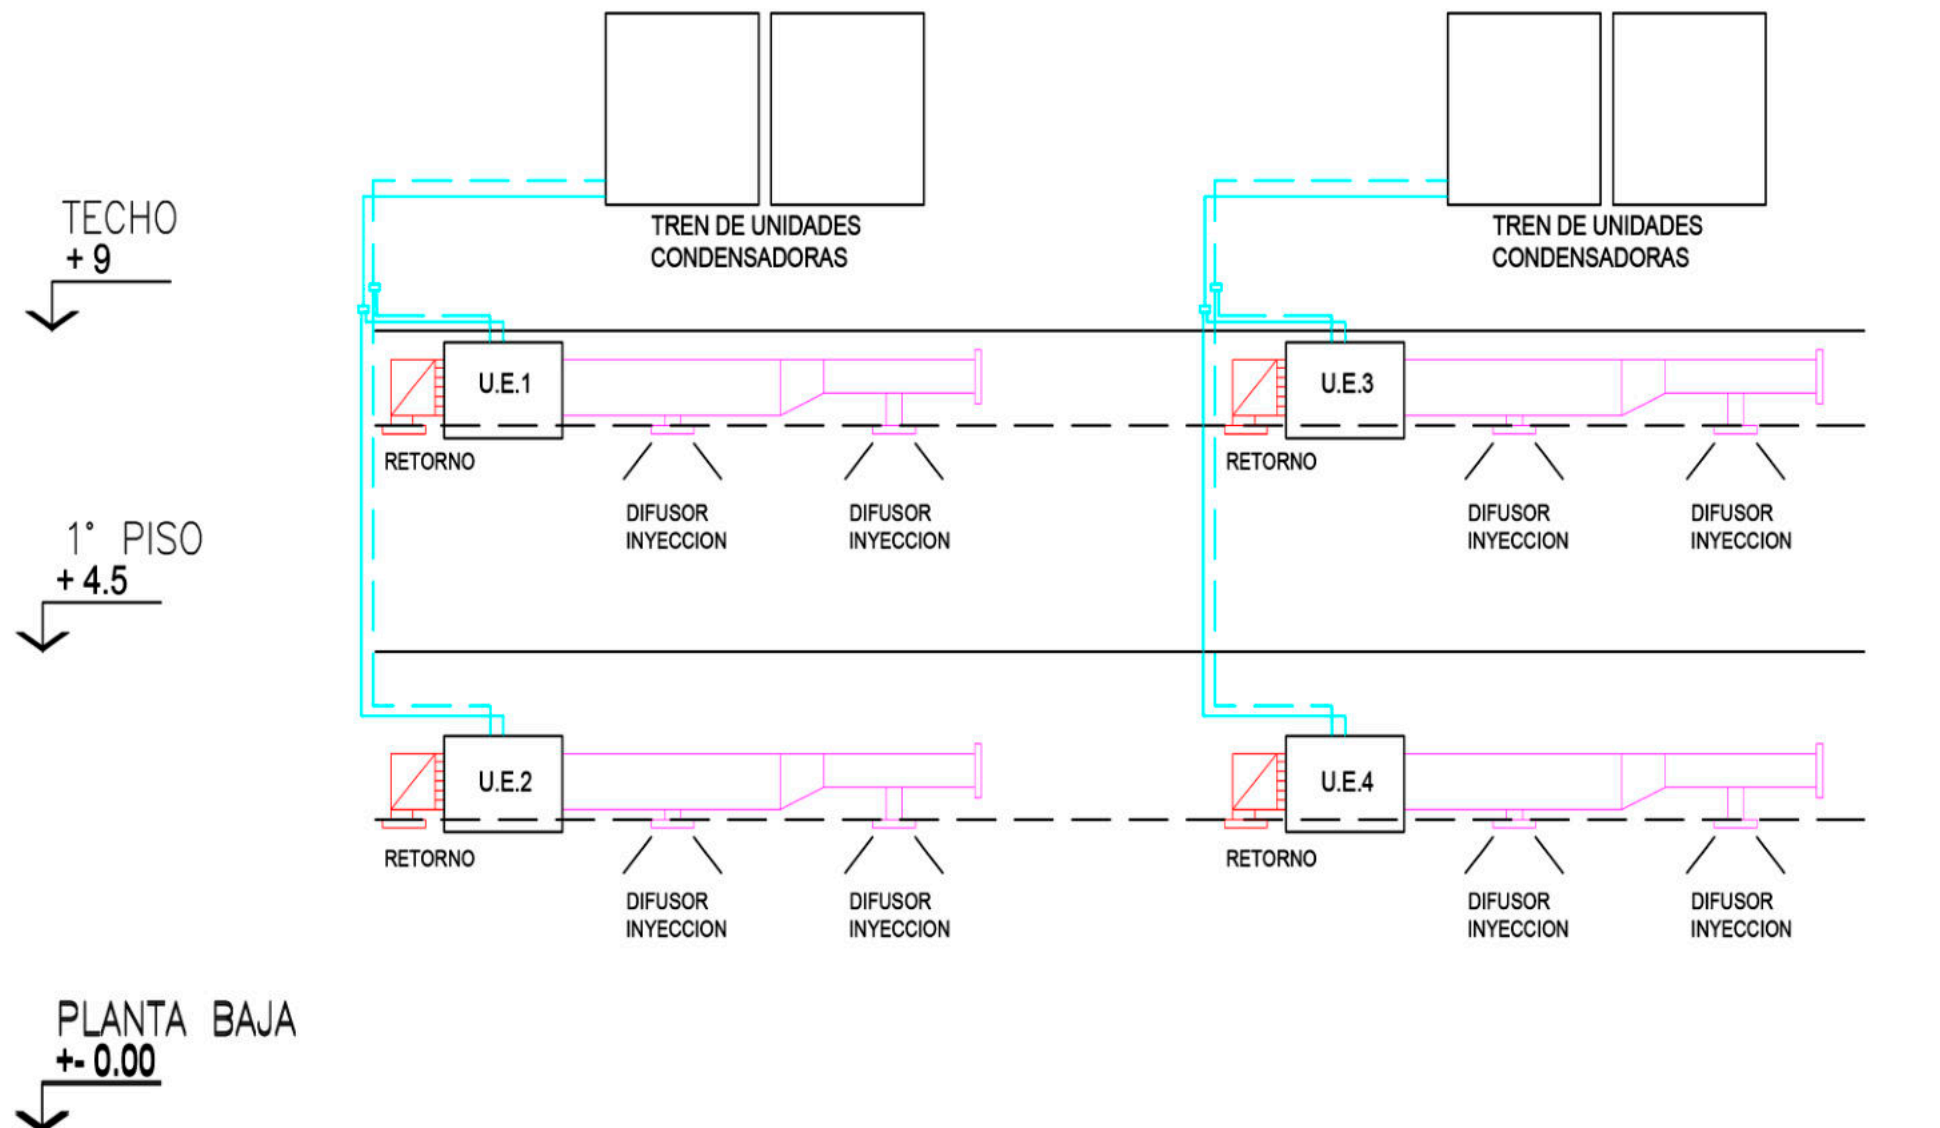 TREN DE UNIDADES
CONDENSADORAS
TREN DE UNIDADES
CONDENSADORAS
TECHO
+ 9
U.E.1
U.E.3
RETORNO
RETORNO
DIFUSOR
INYECCION
DIFUSOR
INYECCION
DIFUSOR
INYECCION
DIFUSOR
INYECCION
1° PISO
+ 4.5
U.E.2
U.E.4
RETORNO
RETORNO
DIFUSOR
INYECCION
DIFUSOR
INYECCION
DIFUSOR
INYECCION
DIFUSOR
INYECCION
PLANTA BAJA
+- 0.00